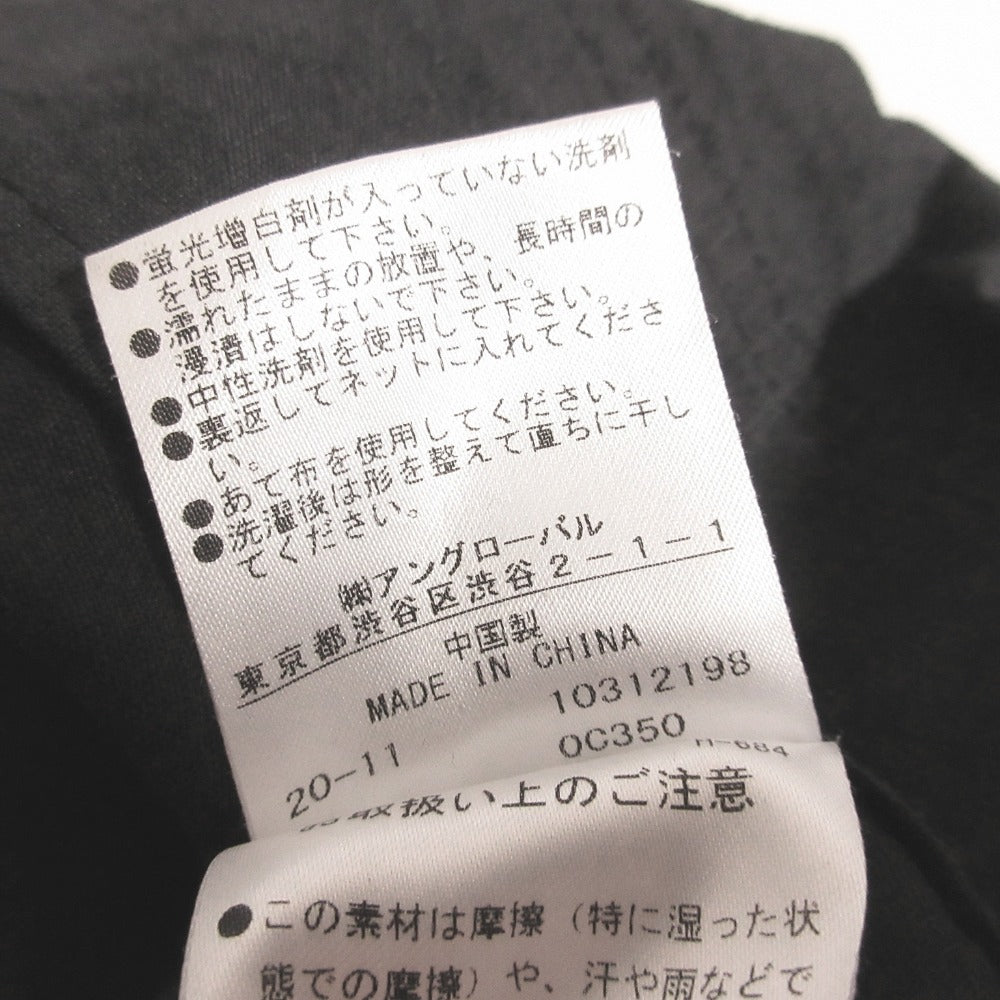 ●蛍光増白剤が入っていない洗剤
を使用して下さい。
●濡れたままの放置や、長時間の
浸漬はしないで下さい。
●中性洗剤を使用して下さい。
●裏返してネットに入れてくださ
い。
●あて布を使用してください。
●洗濯後は形を整えて直ちに干し
てください。
㈱アングローバル
東京都渋谷区渋谷2-1-1
中国製
MADE IN CHINA
10312198
20-11 0C350 H-684
取扱い上のご注意
●この素材は摩擦(特に湿った状
態での摩擦)や、汗や雨などで